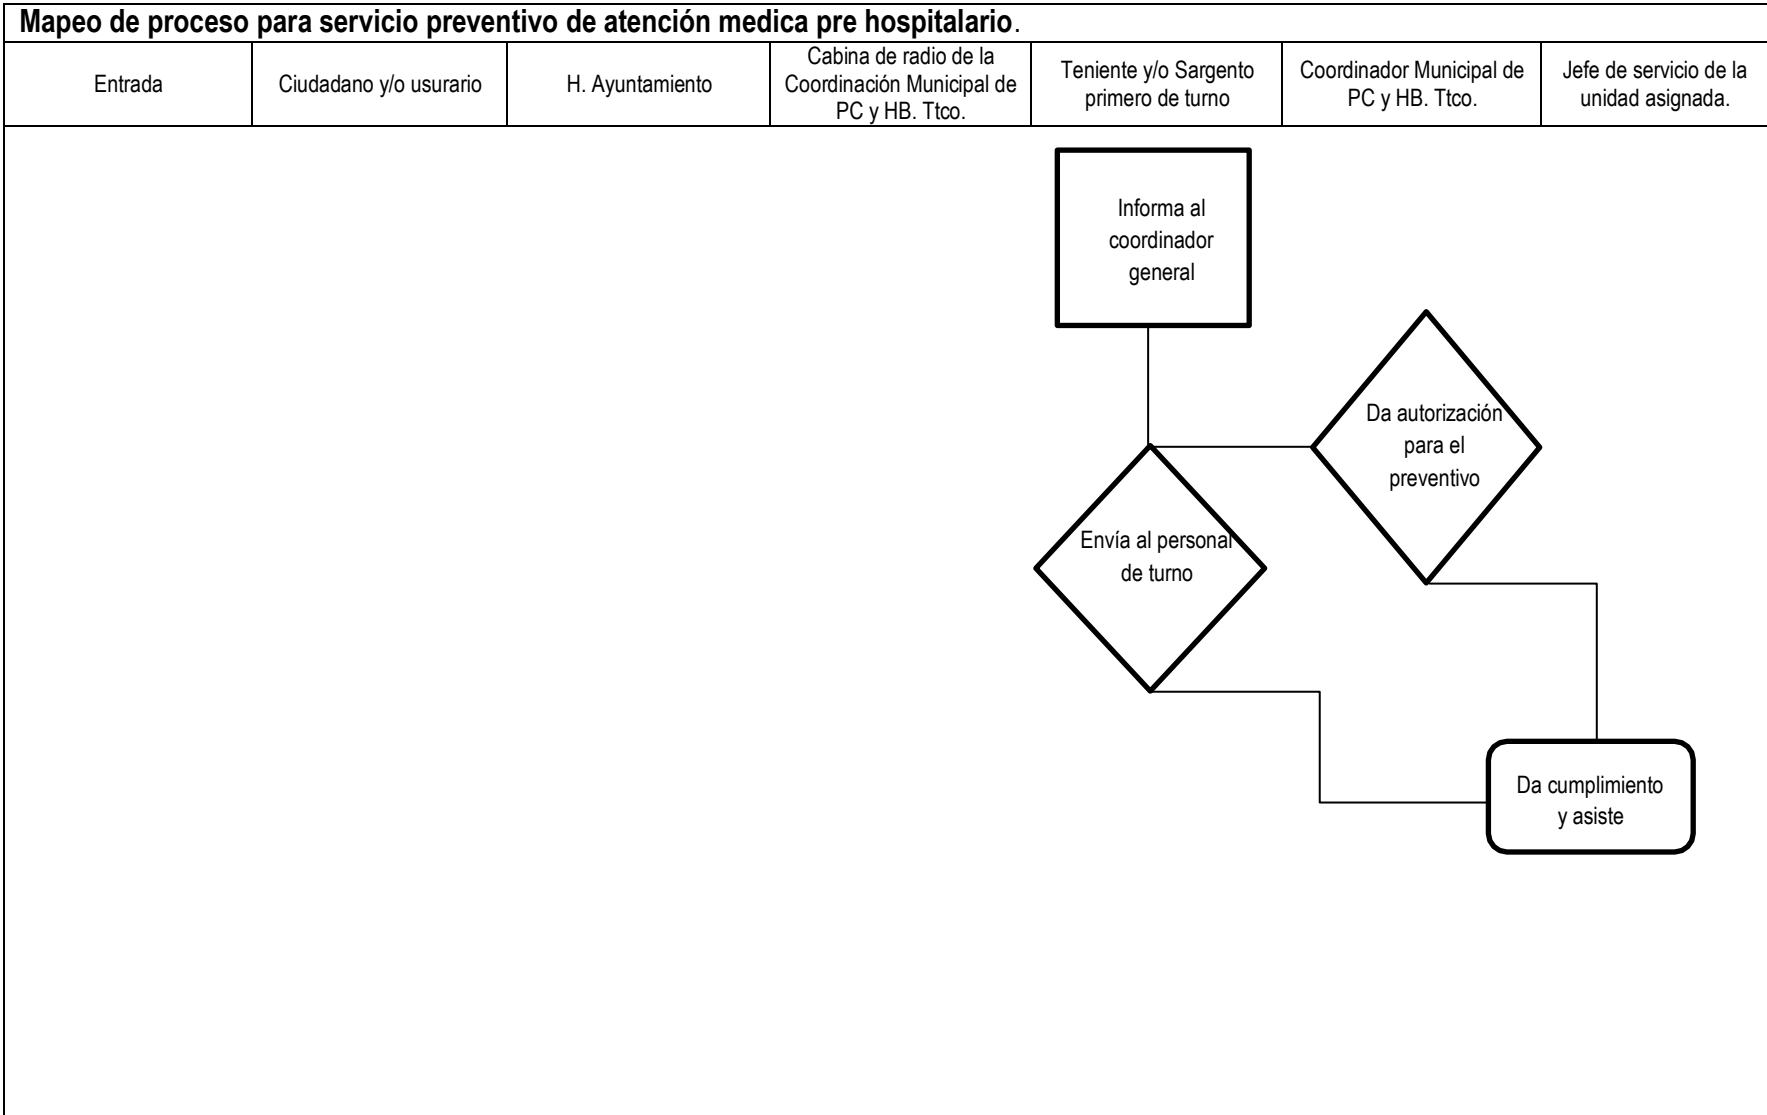 Mapeo de proceso para servicio preventivo de atención medica pre hospitalario.
Entrada
Ciudadano y/o usurario
H. Ayuntamiento
Cabina de radio de la
Coordinación Municipal de
PC y HB. Ttco.
Teniente y/o Sargento
primero de turno
Coordinador Municipal de
PC y HB. Ttco.
Jefe de servicio de la
unidad asignada.
Informa al
coordinador
general
Da autorización
para el
preventivo
Envía al personal
de turno
Da cumplimiento
y asiste